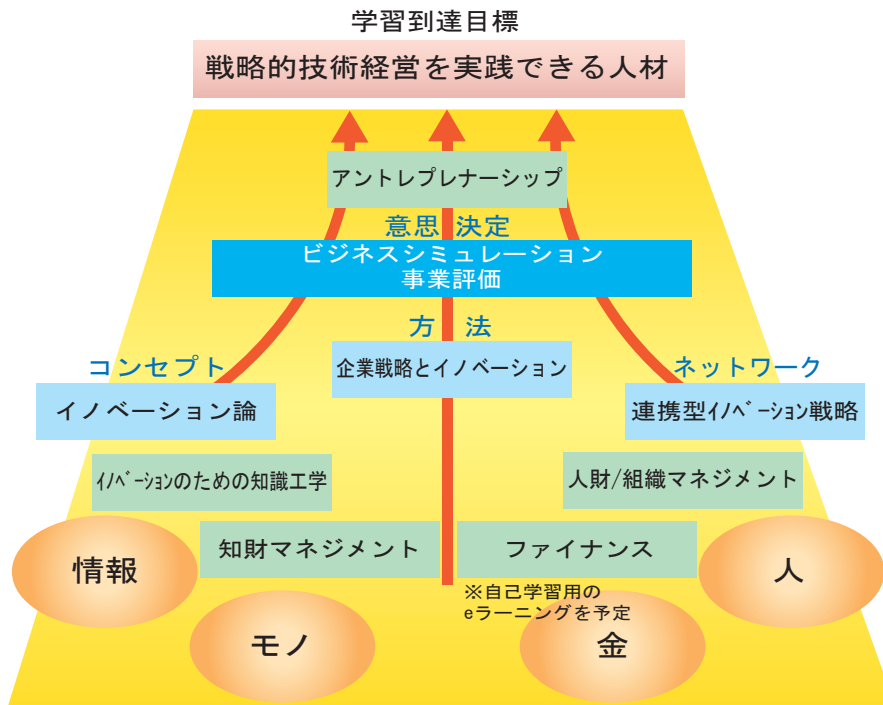 学習到達目標
戦略的技術経営を実践できる人材
アントレプレナーシップ
意思 決定
ビジネスシミュレーション
事業評価
方 法
企業戦略とイノベーション
コンセプト
イノベーション論
ネットワーク
連携型ｲﾉﾍﾞｰｼｮﾝ戦略
ｲﾉﾍﾞｰｼｮﾝのための知識工学
人財/組織マネジメント
知財マネジメント
ファイナンス
※自己学習用の
eラーニングを予定
情報
モノ
金
人